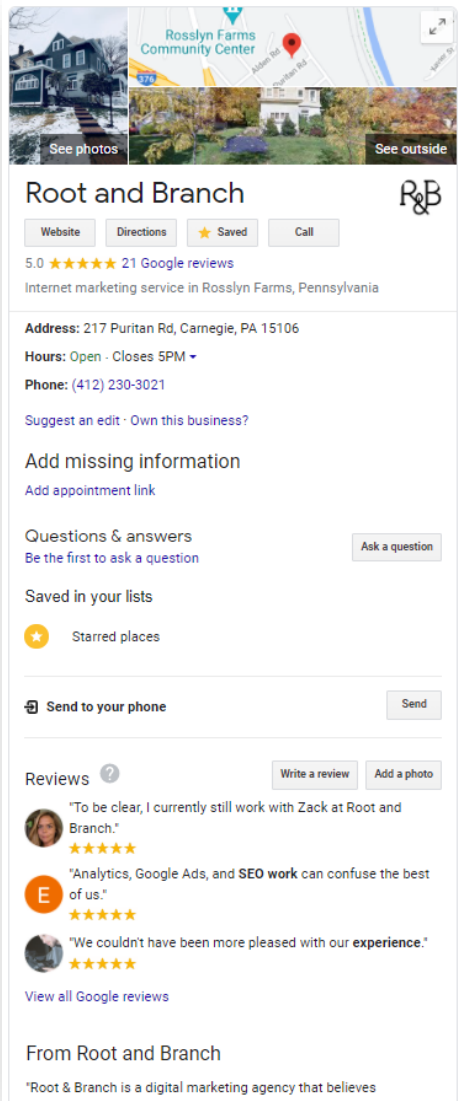 Rosslyn Farms
Community Center
Alden Rd
Puritan Rd
376
See photos
See outside
Root and Branch
R&B
Website
Directions
Saved
Call
5.0
21 Google reviews
Internet marketing service in Rosslyn Farms, Pennsylvania
Address: 217 Puritan Rd, Carnegie, PA 15106
Hours: Open · Closes 5PM
Phone: (412) 230-3021
Suggest an edit · Own this business?
Add missing information
Add appointment link
Questions & answers
Be the first to ask a question
Ask a question
Saved in your lists
Starred places
Send to your phone
Send
Reviews
?
Write a review
Add a photo
"To be clear, I currently still work with Zack at Root and
Branch."
E
"Analytics, Google Ads, and SEO work can confuse the best
of us."
"We couldn't have been more pleased with our experience."
View all Google reviews
From Root and Branch
"Root & Branch is a digital marketing agency that believes